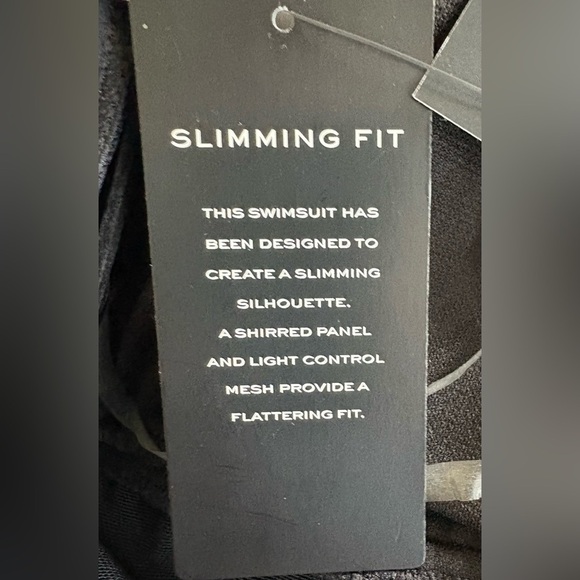 SLIMMING FIT
THIS SWIMSUIT HAS
BEEN DESIGNED TO
CREATE A SLIMMING
SILHOUETTE.
A SHIRRED PANEL
AND LIGHT CONTROL
MESH PROVIDE A
FLATTERING FIT.